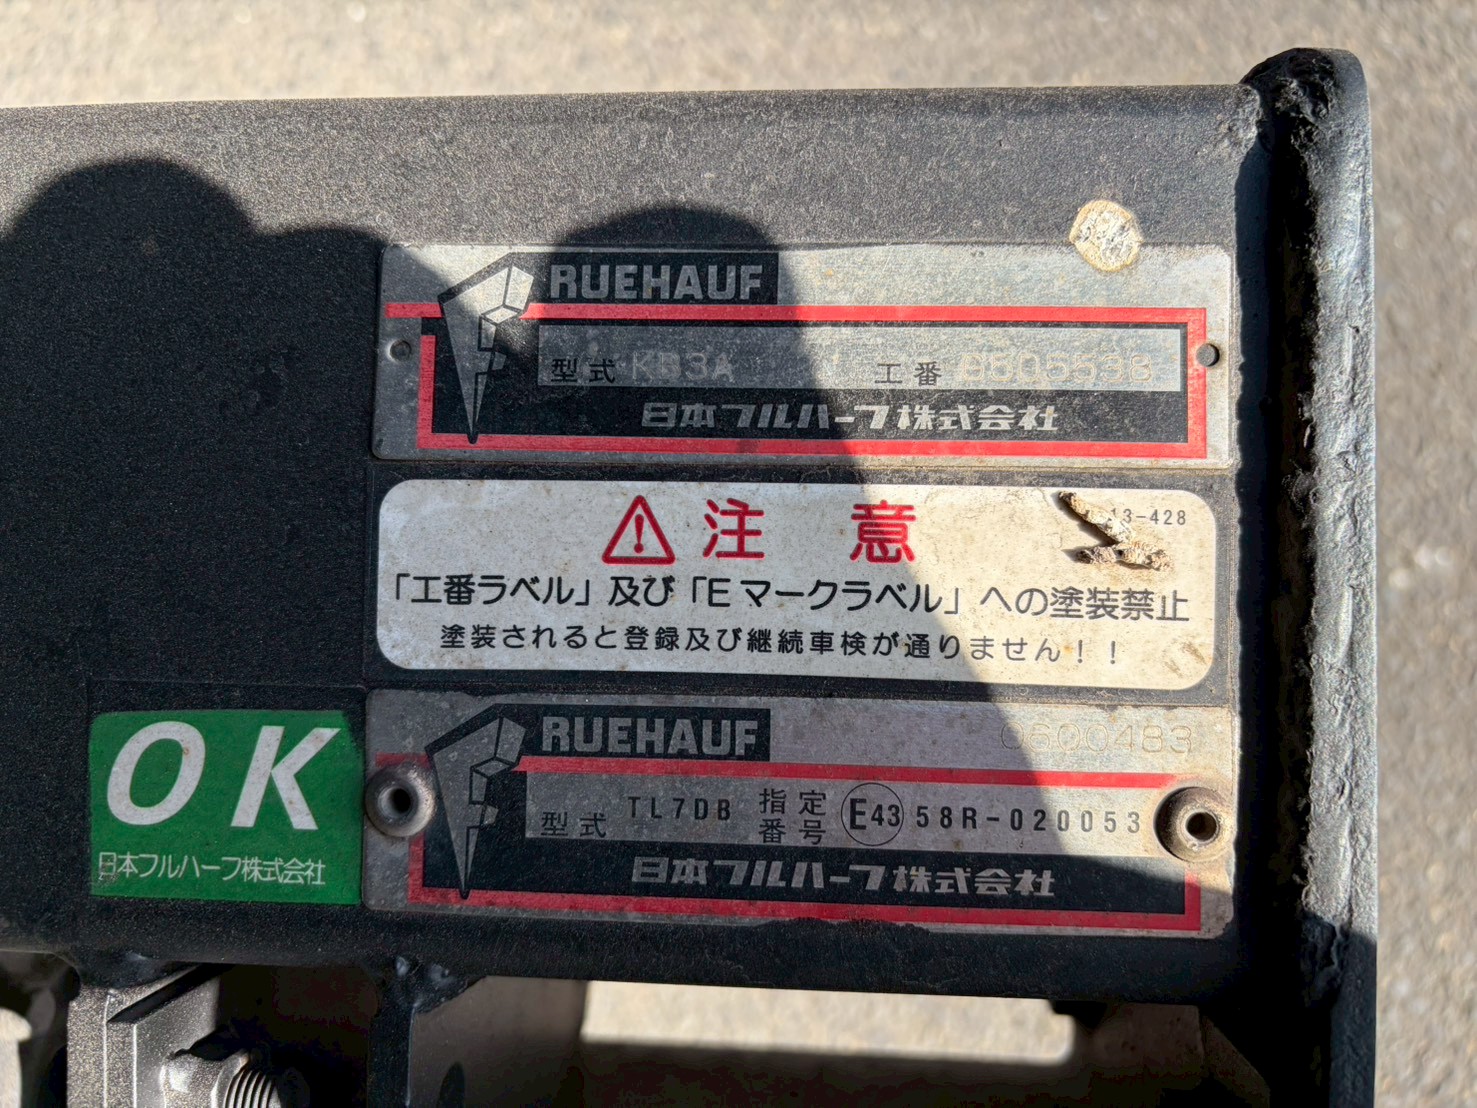 FRUEHAUF
型式 KB3A 工番 9505538
日本フルハーフ株式会社
注意
13-428
「工番ラベル」及び「Eマークラベル」への塗装禁止
塗装されると登録及び継続車検が通りません！！
OK
日本フルハーフ株式会社
FRUEHAUF
0600483
型式 TL7DB 指定番号 E43 58R-020053
日本フルハーフ株式会社